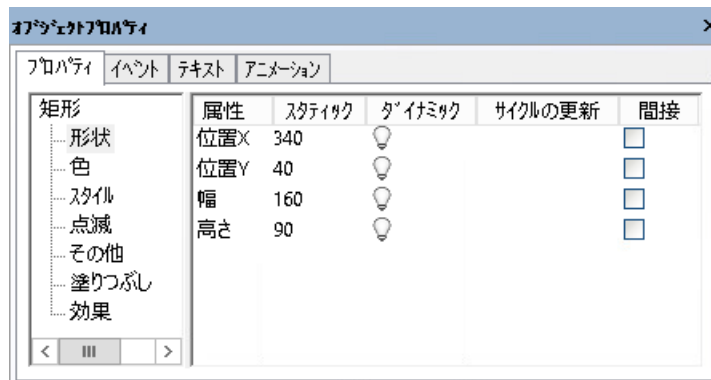 ｵﾌﾞｼﾞｪｸﾄﾌﾟﾛﾊﾟﾃｨ
ﾌﾟﾛﾊﾟﾃｨ ｲﾍﾞﾝﾄ ﾃｷｽﾄ ｱﾆﾒｰｼｮﾝ
矩形
形状
色
ｽﾀｲﾙ
点滅
その他
塗りつぶし
効果
属性 ｽﾀﾃｨｯｸ ﾀﾞｲﾅﾐｯｸ ｻｲｸﾙの更新 間接
位置X 340
位置Y 40
幅 160
高さ 90